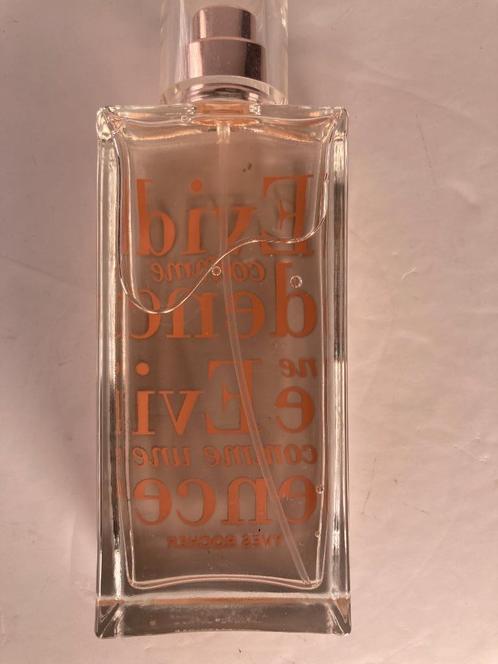 Evid
comme
denc
ne
e Evi
comme une
ence
YVES ROCHER